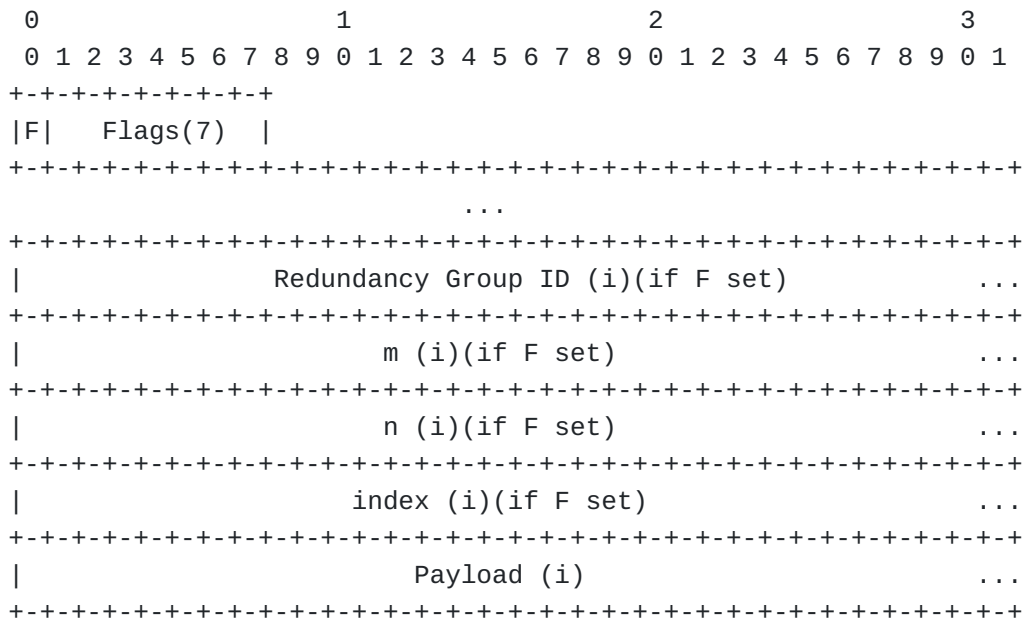 0                   1                   2                   3
 0 1 2 3 4 5 6 7 8 9 0 1 2 3 4 5 6 7 8 9 0 1 2 3 4 5 6 7 8 9 0 1
+-+-+-+-+-+-+-+-+
|F|   Flags(7)  |
+-+-+-+-+-+-+-+-+-+-+-+-+-+-+-+-+-+-+-+-+-+-+-+-+-+-+-+-+-+-+-+-+
                             ...
+-+-+-+-+-+-+-+-+-+-+-+-+-+-+-+-+-+-+-+-+-+-+-+-+-+-+-+-+-+-+-+-+
|                Redundancy Group ID (i)(if F set)            ...
+-+-+-+-+-+-+-+-+-+-+-+-+-+-+-+-+-+-+-+-+-+-+-+-+-+-+-+-+-+-+-+-+
|                       m (i)(if F set)                       ...
+-+-+-+-+-+-+-+-+-+-+-+-+-+-+-+-+-+-+-+-+-+-+-+-+-+-+-+-+-+-+-+-+
|                       n (i)(if F set)                       ...
+-+-+-+-+-+-+-+-+-+-+-+-+-+-+-+-+-+-+-+-+-+-+-+-+-+-+-+-+-+-+-+-+
|                     index (i)(if F set)                     ...
+-+-+-+-+-+-+-+-+-+-+-+-+-+-+-+-+-+-+-+-+-+-+-+-+-+-+-+-+-+-+-+-+
|                         Payload (i)                         ...
+-+-+-+-+-+-+-+-+-+-+-+-+-+-+-+-+-+-+-+-+-+-+-+-+-+-+-+-+-+-+-+-+